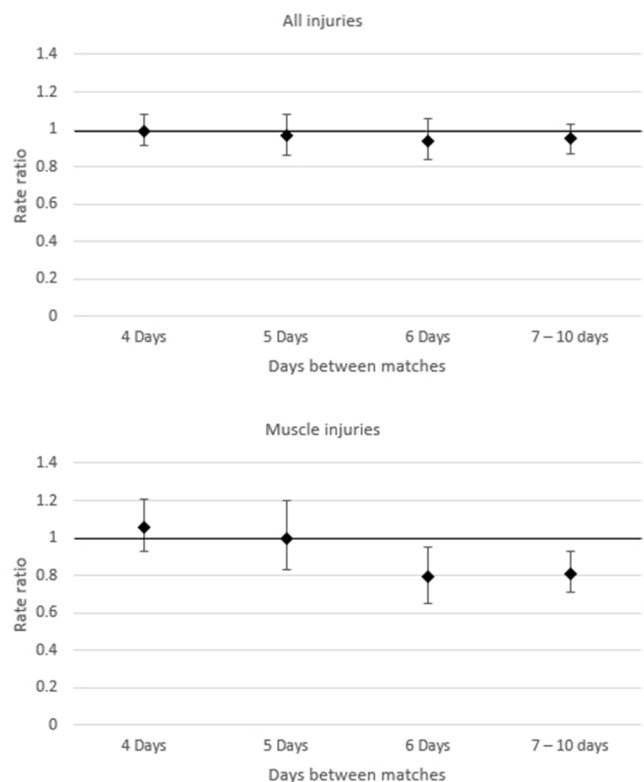 All injuries
1.4
1.2
1
0.8
0.6
0.4
0.2
0
Rate ratio
4 Days 5 Days 6 Days 7 – 10 days
Days between matches
Muscle injuries
1.4
1.2
1
0.8
0.6
0.4
0.2
0
Rate ratio
4 Days 5 Days 6 Days 7 – 10 days
Days between matches